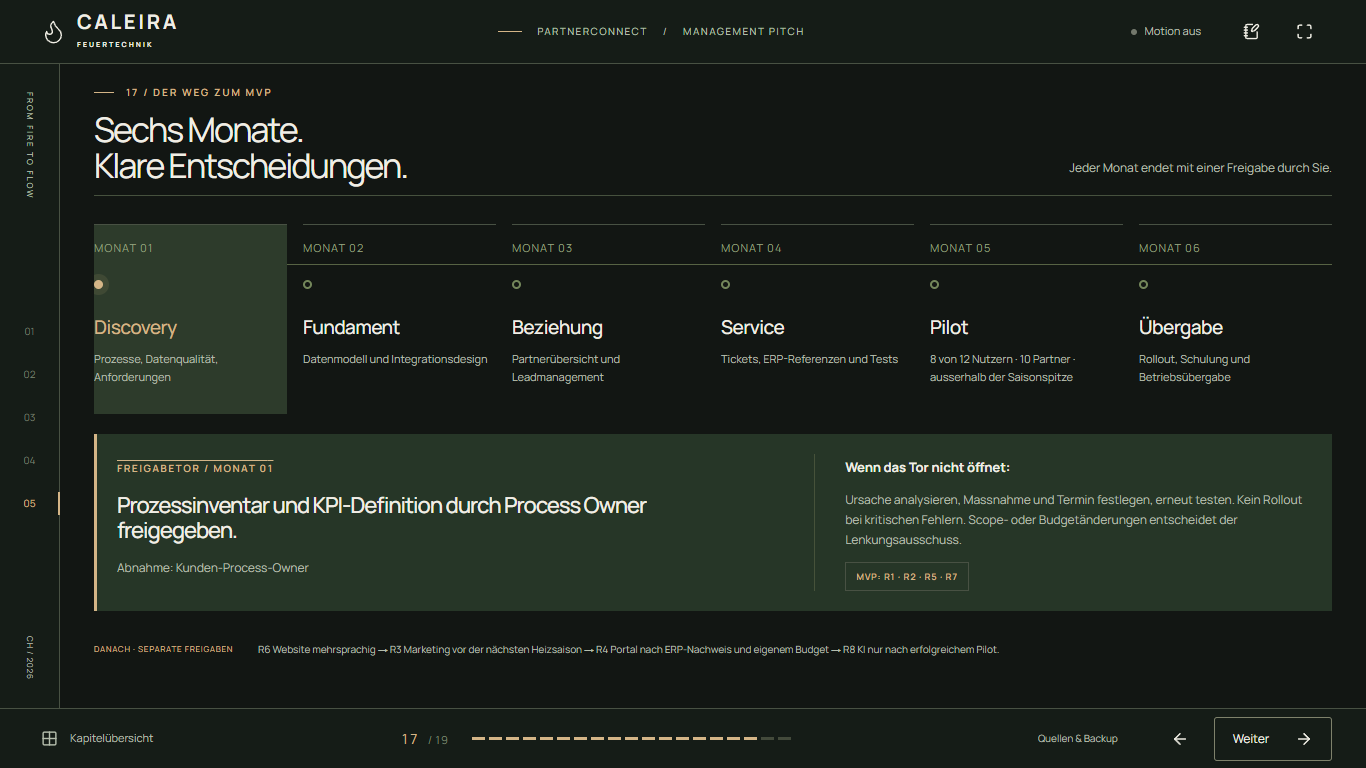 CALEIRA
FEUERTECHNIK
PARTNERCONNECT / MANAGEMENT PITCH
Motion aus
FROM FIRE TO FLOW
01
02
03
04
05
CH / 2026
17 / DER WEG ZUM MVP
Sechs Monate.
Klare Entscheidungen.
Jeder Monat endet mit einer Freigabe durch Sie.
MONAT 01
Discovery
Prozesse, Datenqualität,
Anforderungen
MONAT 02
Fundament
Datenmodell und Integrationsdesign
MONAT 03
Beziehung
Partnerübersicht und
Leadmanagement
MONAT 04
Service
Tickets, ERP-Referenzen und Tests
MONAT 05
Pilot
8 von 12 Nutzern · 10 Partner ·
ausserhalb der Saisonspitze
MONAT 06
Übergabe
Rollout, Schulung und
Betriebsübergabe
FREIGABETOR / MONAT 01
Prozessinventar und KPI-Definition durch Process Owner
freigegeben.
Abnahme: Kunden-Process-Owner
Wenn das Tor nicht öffnet:
Ursache analysieren, Massnahme und Termin festlegen, erneut testen. Kein Rollout
bei kritischen Fehlern. Scope- oder Budgetänderungen entscheidet der
Lenkungsausschuss.
MVP: R1 · R2 · R5 · R7
DANACH · SEPARATE FREIGABEN
R6 Website mehrsprachig → R3 Marketing vor der nächsten Heizsaison → R4 Portal nach ERP-Nachweis und eigenem Budget → R8 KI nur nach erfolgreichem Pilot.
Kapitelübersicht
17 / 19
Quellen & Backup
← Weiter →